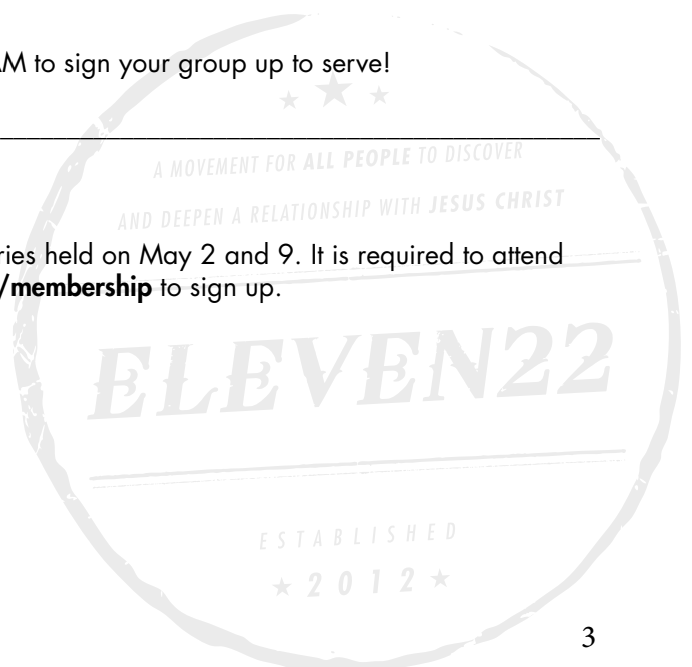 AM to sign your group up to serve!
A MOVEMENT FOR ALL PEOPLE TO DISCOVER
AND DEEPEN A RELATIONSHIP WITH JESUS CHRIST
ries held on May 2 and 9. It is required to attend
/membership to sign up.
ELEVEN22
ESTABLISHED
★ 2012 ★
3